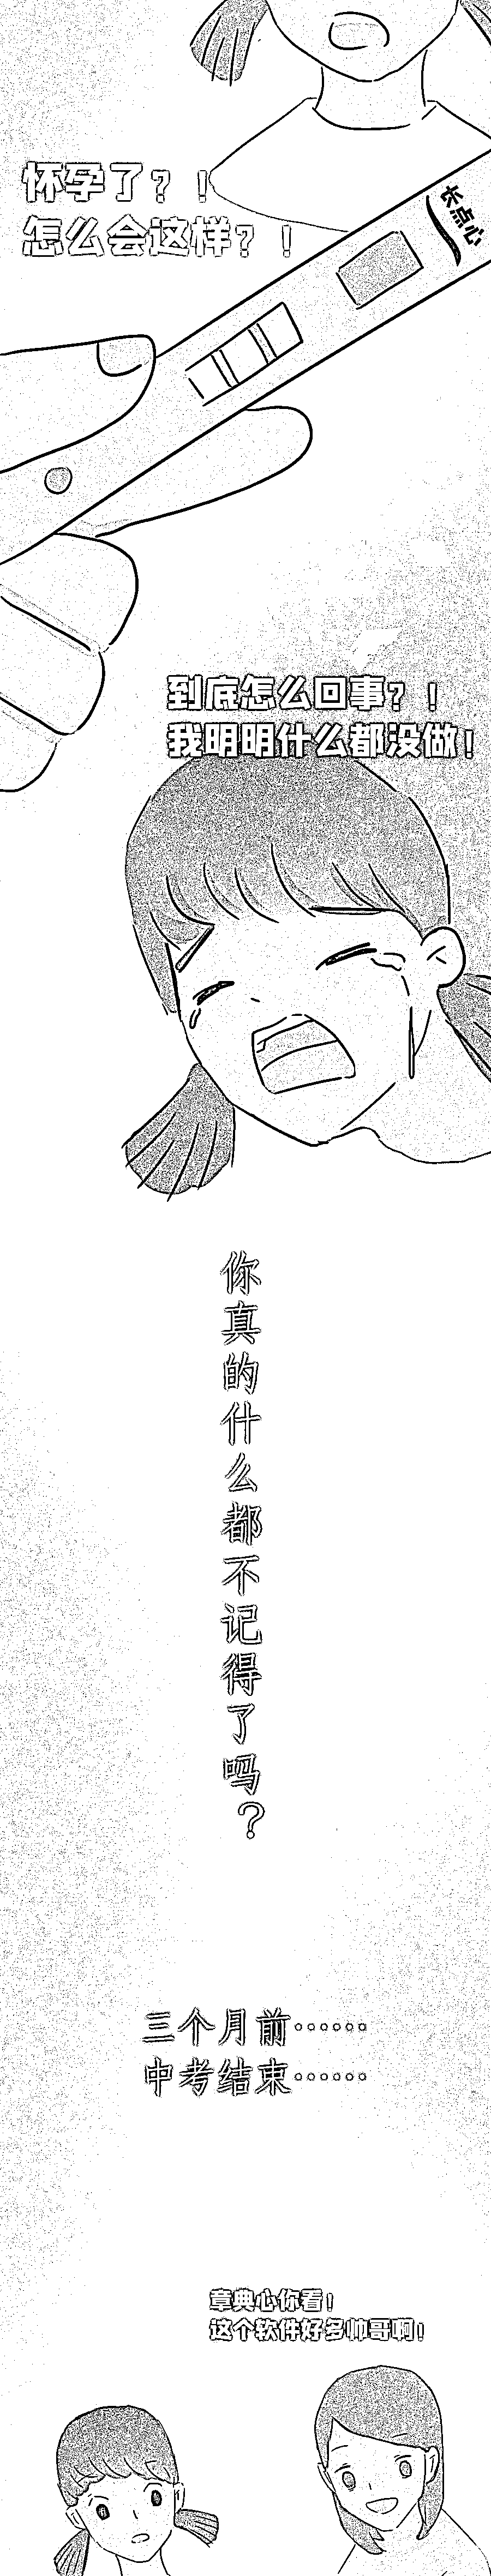 怀孕了？！
怎么会这样？！
长点心
到底怎么回事？！
我明明什么都没做！
你真的什么都不记得了吗？
三个月前……
中考结束……
章典心你看！
这个软件好多帅哥啊！